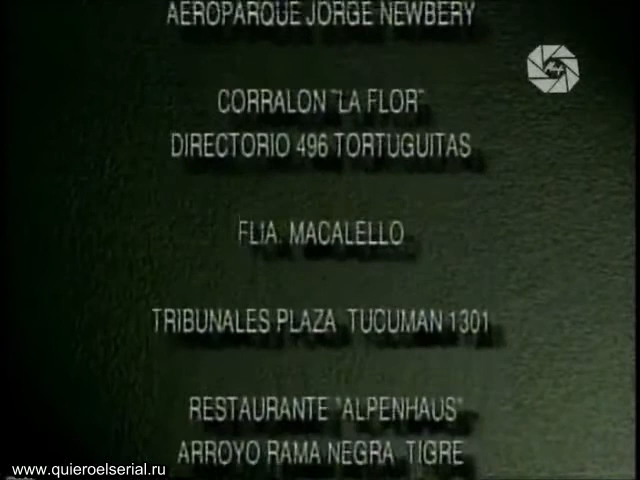 AEROPARQUE JORGE NEWBERY
CORRALON "LA FLOR"
DIRECTORIO 496 TORTUGUITAS
FLIA. MACALELLO
TRIBUNALES PLAZA TUCUMAN 1301
RESTAURANTE "ALPENHAUS"
ARROYO RAMA NEGRA TIGRE
www.quieroelserial.ru